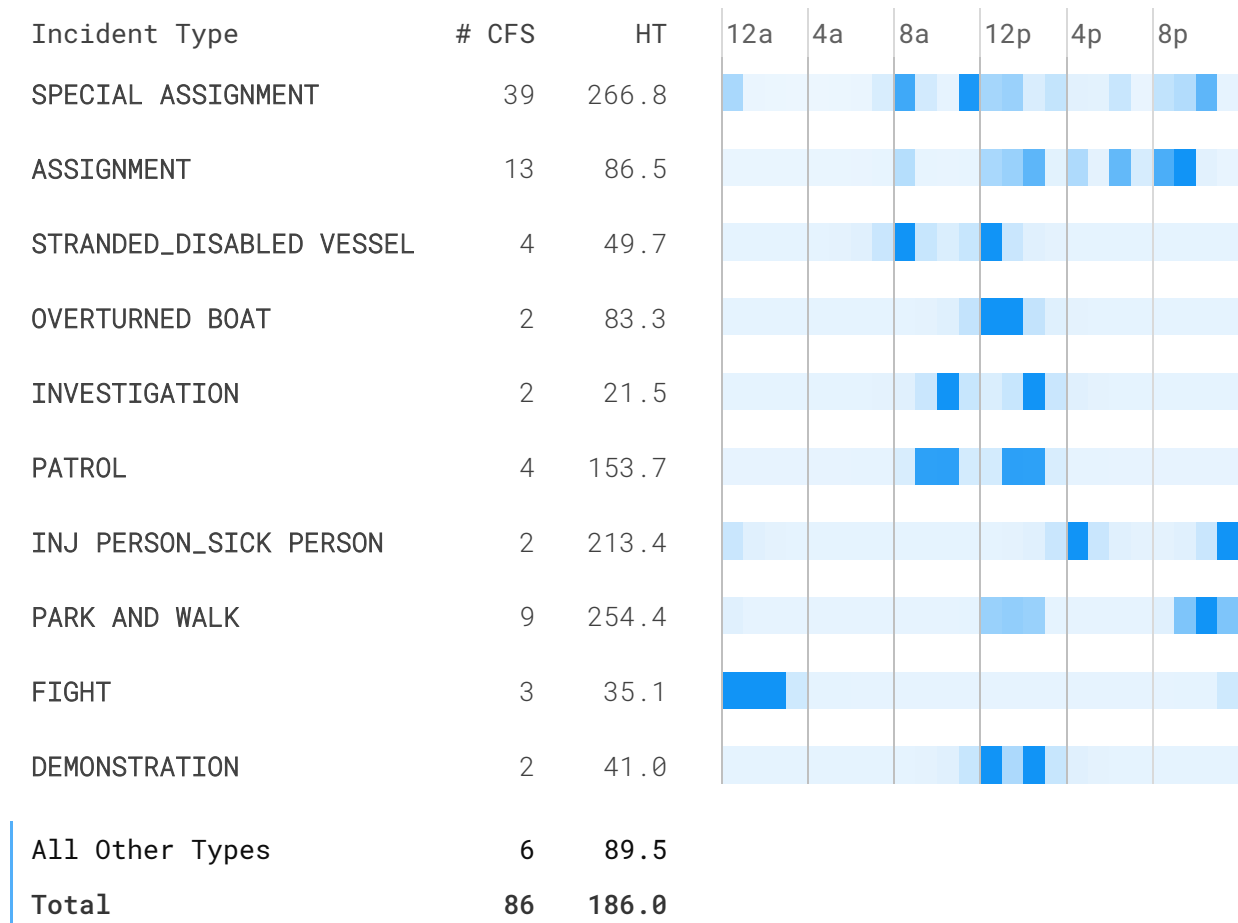 Incident Type # CFS HT 12a 4a 8a 12p 4p 8p
SPECIAL ASSIGNMENT 39 266.8
ASSIGNMENT 13 86.5
STRANDED_DISABLED VESSEL 4 49.7
OVERTURNED BOAT 2 83.3
INVESTIGATION 2 21.5
PATROL 4 153.7
INJ PERSON_SICK PERSON 2 213.4
PARK AND WALK 9 254.4
FIGHT 3 35.1
DEMONSTRATION 2 41.0
All Other Types 6 89.5
Total 86 186.0